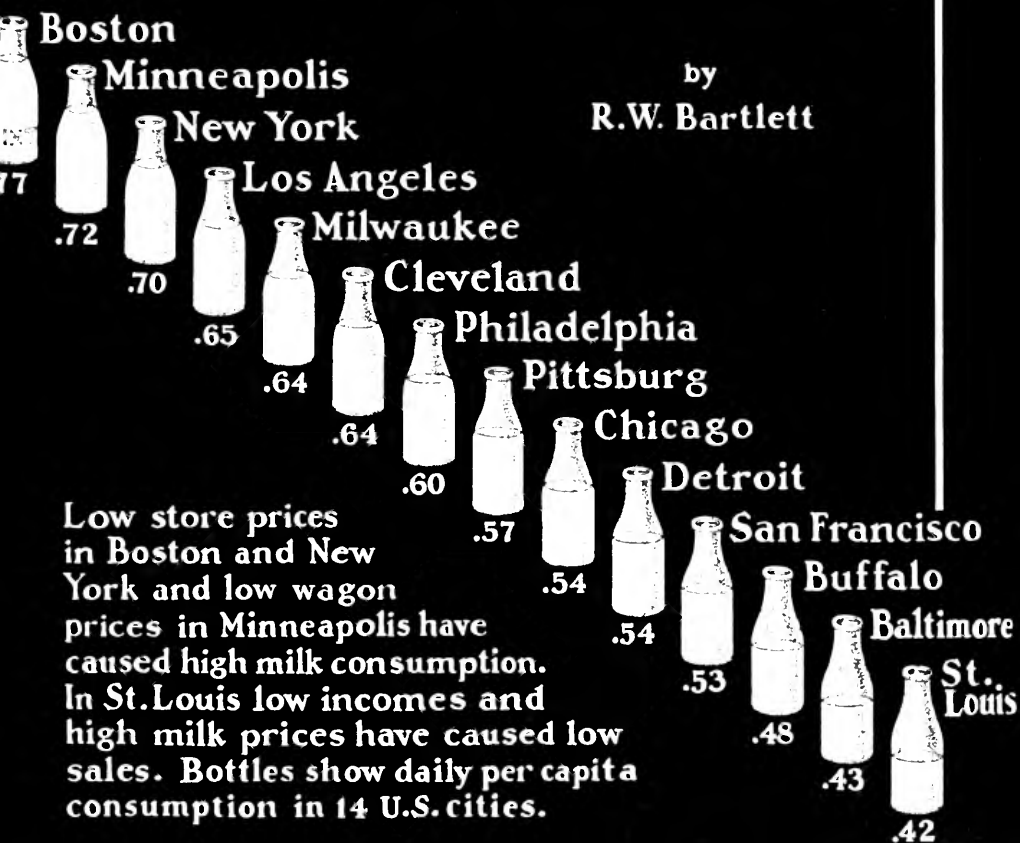 Boston
77
Minneapolis
.72
New York
.70
Los Angeles
.65
Milwaukee
.64
Cleveland
.64
Philadelphia
.60
Pittsburg
.57
Chicago
.54
Detroit
.54
San Francisco
.53
Buffalo
.48
Baltimore
.43
St.
Louis
.42
by
R.W. Bartlett
Low store prices
in Boston and New
York and low wagon
prices in Minneapolis have
caused high milk consumption.
In St.Louis low incomes and
high milk prices have caused low
sales. Bottles show daily per capita
consumption in 14 U.S. cities.